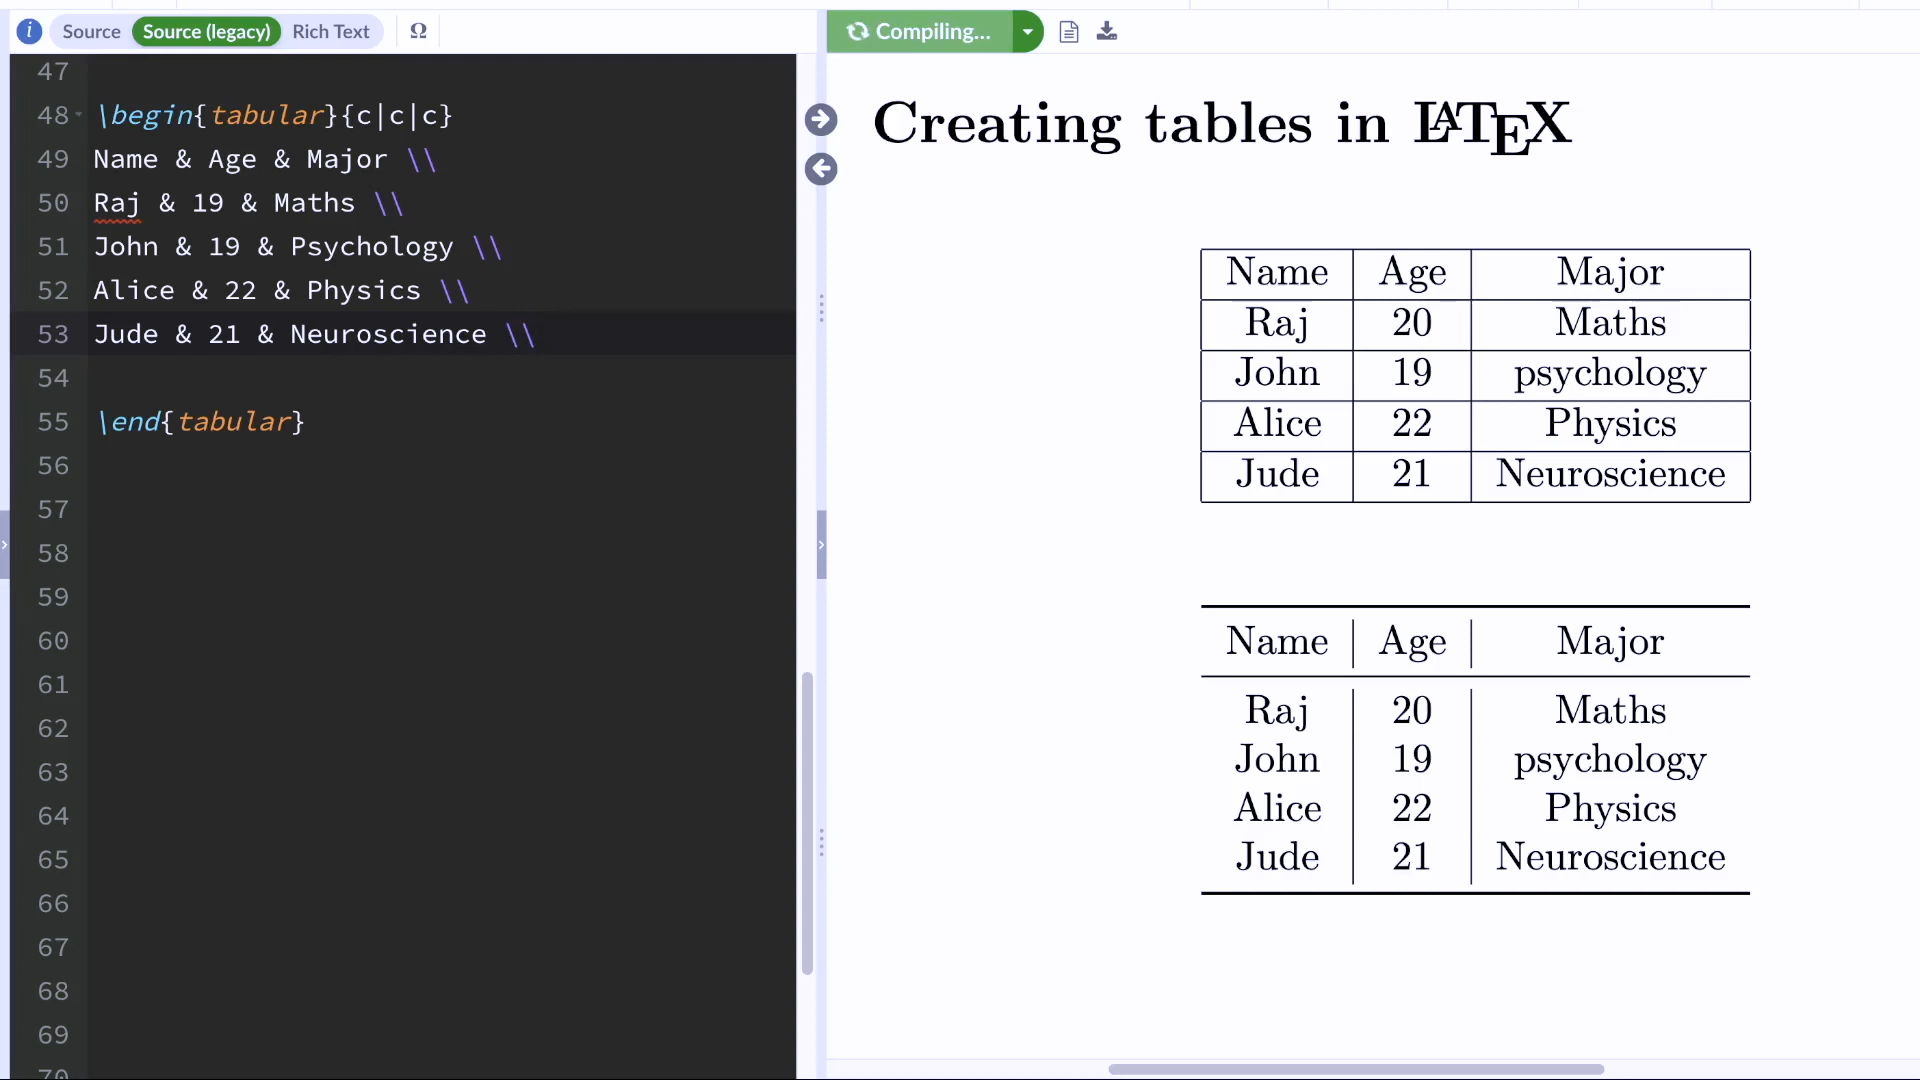 i Source Source (legacy) Rich Text Ω
Compiling...
47
48 \begin{tabular}{c|c|c}
49 Name & Age & Major \\
50 Raj & 19 & Maths \\
51 John & 19 & Psychology \\
52 Alice & 22 & Physics \\
53 Jude & 21 & Neuroscience \\
54
55 \end{tabular}
56
57
58
59
60
61
62
63
64
65
66
67
68
69
70
Creating tables in LATEX
Name Age Major
Raj 20 Maths
John 19 psychology
Alice 22 Physics
Jude 21 Neuroscience
Name Age Major
Raj 20 Maths
John 19 psychology
Alice 22 Physics
Jude 21 Neuroscience